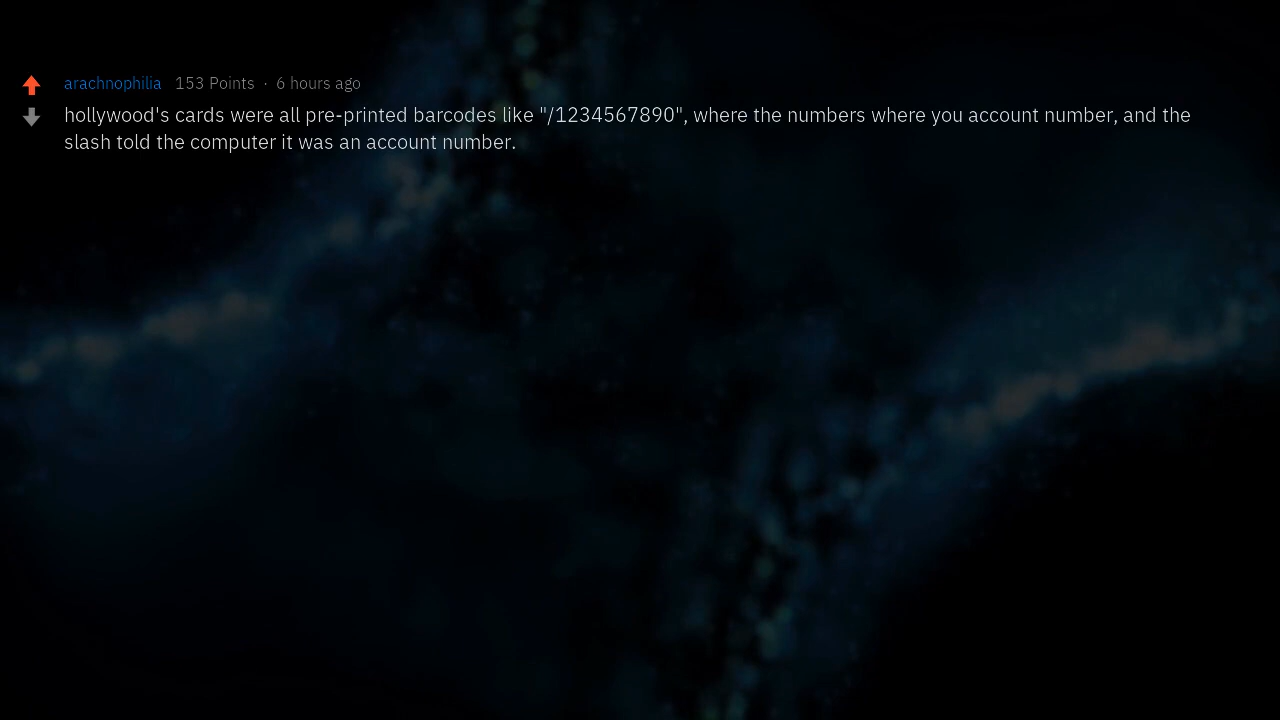 arachnophilia 153 Points · 6 hours ago
hollywood's cards were all pre-printed barcodes like "/1234567890", where the numbers where you account number, and the
slash told the computer it was an account number.